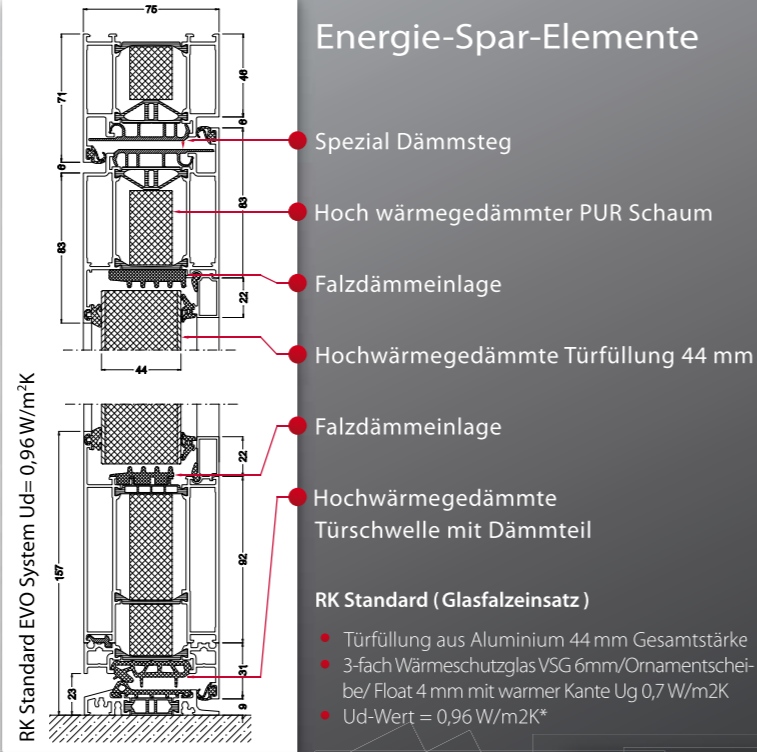 75
Energie-Spar-Elemente
71
46
6
Spezial Dämmsteg
6
83
Hoch wärmegedämmter PUR Schaum
83
Falzdämmeinlage
22
Hochwärmegedämmte Türfüllung 44 mm
44
RK Standard EVO System Ud= 0,96 W/m²K
Falzdämmeinlage
22
Hochwärmegedämmte
Türschwelle mit Dämmteil
92
157
RK Standard ( Glasfalzeinsatz )
Türfüllung aus Aluminium 44 mm Gesamtstärke
3-fach Wärmeschutzglas VSG 6mm/Ornamentschei-
be/ Float 4 mm mit warmer Kante Ug 0,7 W/m2K
Ud-Wert = 0,96 W/m2K*
31
23
9